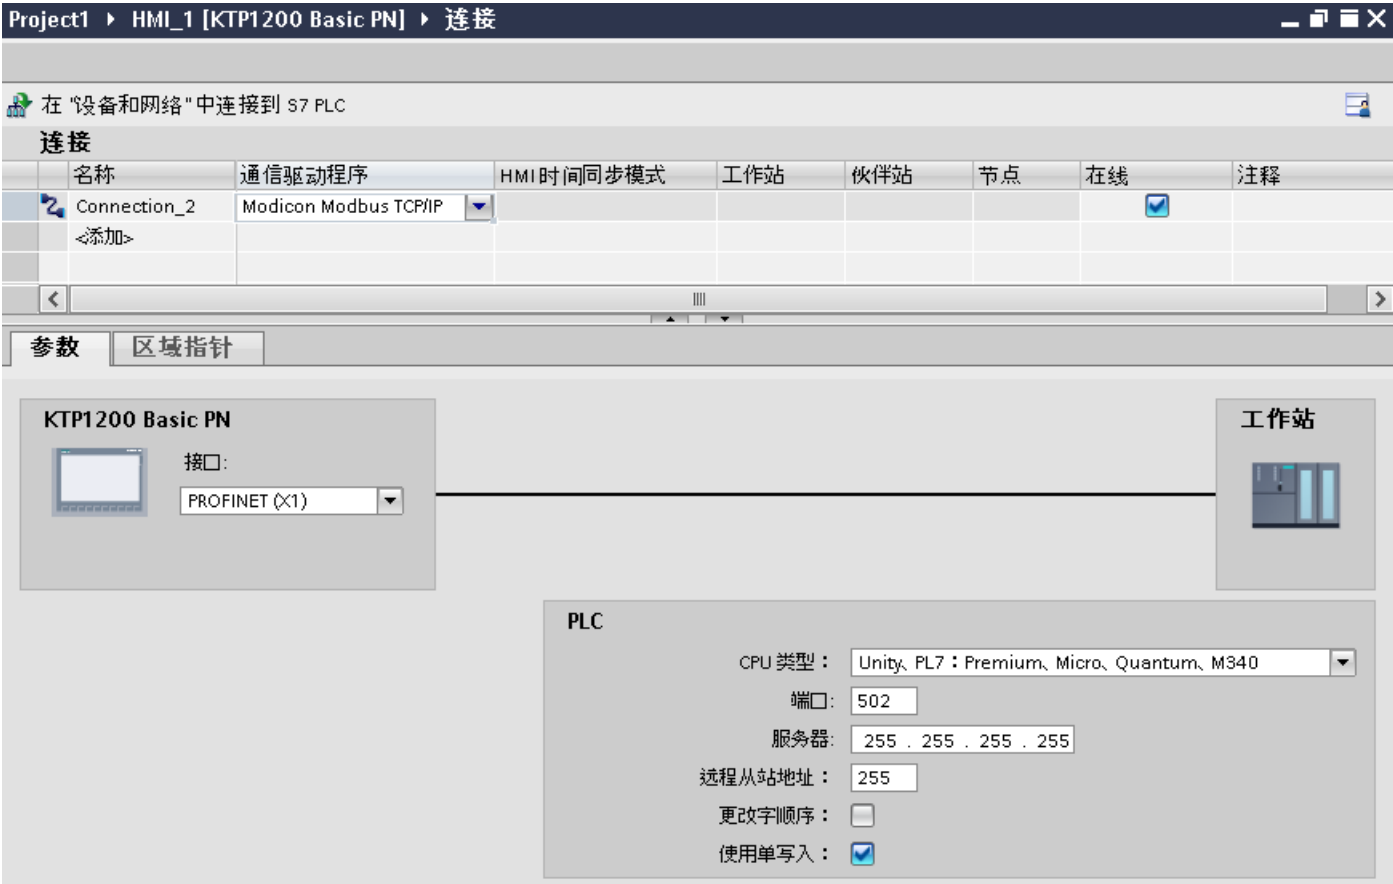 Project1 ▸ HMI_1 [KTP1200 Basic PN] ▸ 连接
在 "设备和网络" 中连接到 S7 PLC
连接
名称 通信驱动程序 HMI时间同步模式 工作站 伙伴站 节点 在线 注释
Connection_2 Modicon Modbus TCP/IP
<添加>
参数 区域指针
KTP1200 Basic PN
接口:
PROFINET (X1)
工作站
PLC
CPU 类型： Unity、PL7：Premium、Micro、Quantum、M340
端口: 502
服务器: 255 . 255 . 255 . 255
远程从站地址： 255
更改字顺序：
使用单写入：